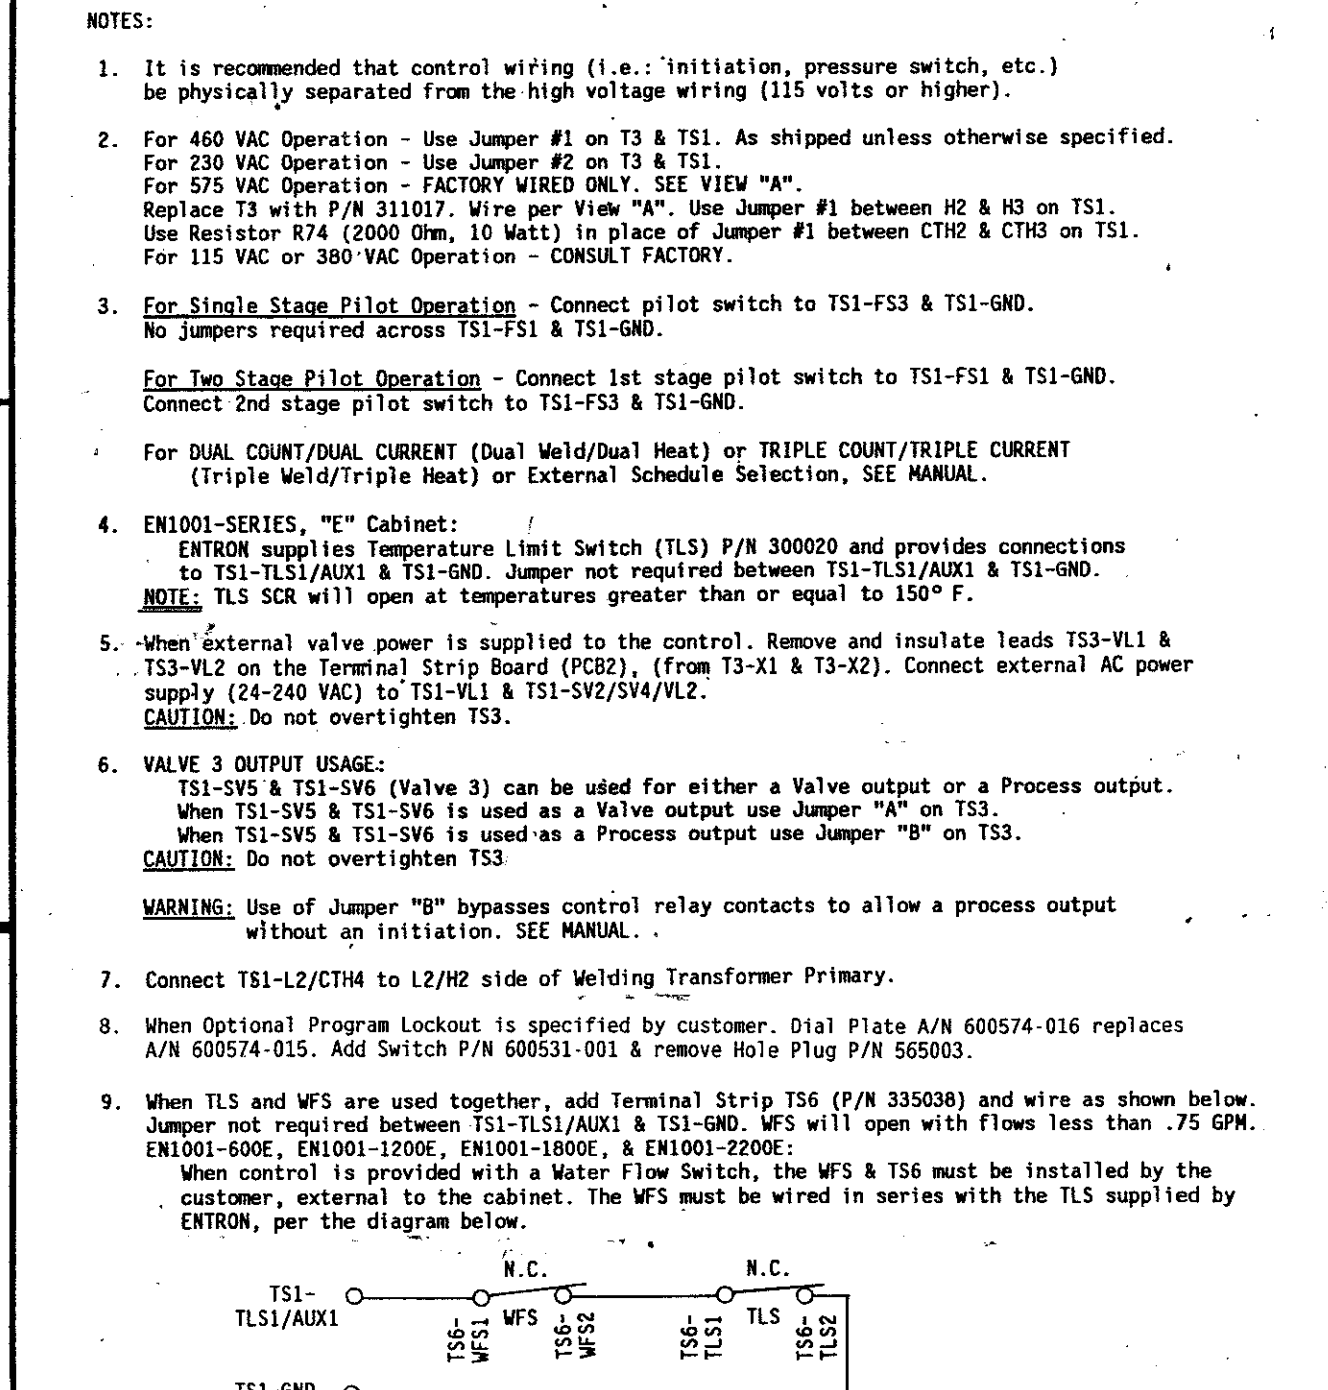 NOTES:
1. It is recommended that control wiring (i.e.: initiation, pressure switch, etc.)
be physically separated from the high voltage wiring (115 volts or higher).
2. For 460 VAC Operation - Use Jumper #1 on T3 & TS1. As shipped unless otherwise specified.
For 230 VAC Operation - Use Jumper #2 on T3 & TS1.
For 575 VAC Operation - FACTORY WIRED ONLY. SEE VIEW "A".
Replace T3 with P/N 311017. Wire per View "A". Use Jumper #1 between H2 & H3 on TS1.
Use Resistor R74 (2000 Ohm, 10 Watt) in place of Jumper #1 between CTH2 & CTH3 on TS1.
For 115 VAC or 380 VAC Operation - CONSULT FACTORY.
3. For Single Stage Pilot Operation - Connect pilot switch to TS1-FS3 & TS1-GND.
No jumpers required across TS1-FS1 & TS1-GND.
For Two Stage Pilot Operation - Connect 1st stage pilot switch to TS1-FS1 & TS1-GND.
Connect 2nd stage pilot switch to TS1-FS3 & TS1-GND.
For DUAL COUNT/DUAL CURRENT (Dual Weld/Dual Heat) or TRIPLE COUNT/TRIPLE CURRENT
(Triple Weld/Triple Heat) or External Schedule Selection, SEE MANUAL.
4. EN1001-SERIES, "E" Cabinet:
ENTRON supplies Temperature Limit Switch (TLS) P/N 300020 and provides connections
to TS1-TLS1/AUX1 & TS1-GND. Jumper not required between TS1-TLS1/AUX1 & TS1-GND.
NOTE: TLS SCR will open at temperatures greater than or equal to 150° F.
5. When external valve power is supplied to the control. Remove and insulate leads TS3-VL1 &
TS3-VL2 on the Terminal Strip Board (PCB2), (from T3-X1 & T3-X2). Connect external AC power
supply (24-240 VAC) to TS1-VL1 & TS1-SV2/SV4/VL2.
CAUTION: Do not overtighten TS3.
6. VALVE 3 OUTPUT USAGE:
TS1-SV5 & TS1-SV6 (Valve 3) can be used for either a Valve output or a Process output.
When TS1-SV5 & TS1-SV6 is used as a Valve output use Jumper "A" on TS3.
When TS1-SV5 & TS1-SV6 is used as a Process output use Jumper "B" on TS3.
CAUTION: Do not overtighten TS3
WARNING: Use of Jumper "B" bypasses control relay contacts to allow a process output
without an initiation. SEE MANUAL.
7. Connect TS1-L2/CTH4 to L2/H2 side of Welding Transformer Primary.
8. When Optional Program Lockout is specified by customer. Dial Plate A/N 600574-016 replaces
A/N 600574-015. Add Switch P/N 600531-001 & remove Hole Plug P/N 565003.
9. When TLS and WFS are used together, add Terminal Strip TS6 (P/N 335038) and wire as shown below.
Jumper not required between TS1-TLS1/AUX1 & TS1-GND. WFS will open with flows less than .75 GPM.
EN1001-600E, EN1001-1200E, EN1001-1800E, & EN1001-2200E:
When control is provided with a Water Flow Switch, the WFS & TS6 must be installed by the
customer, external to the cabinet. The WFS must be wired in series with the TLS supplied by
ENTRON, per the diagram below.
N.C. N.C.
TS1-
TLS1/AUX1
TS6-
WFS1
WFS
TS6-
WFS2
TS6-
TLS1
TLS
TS6-
TLS2
TS1-GND